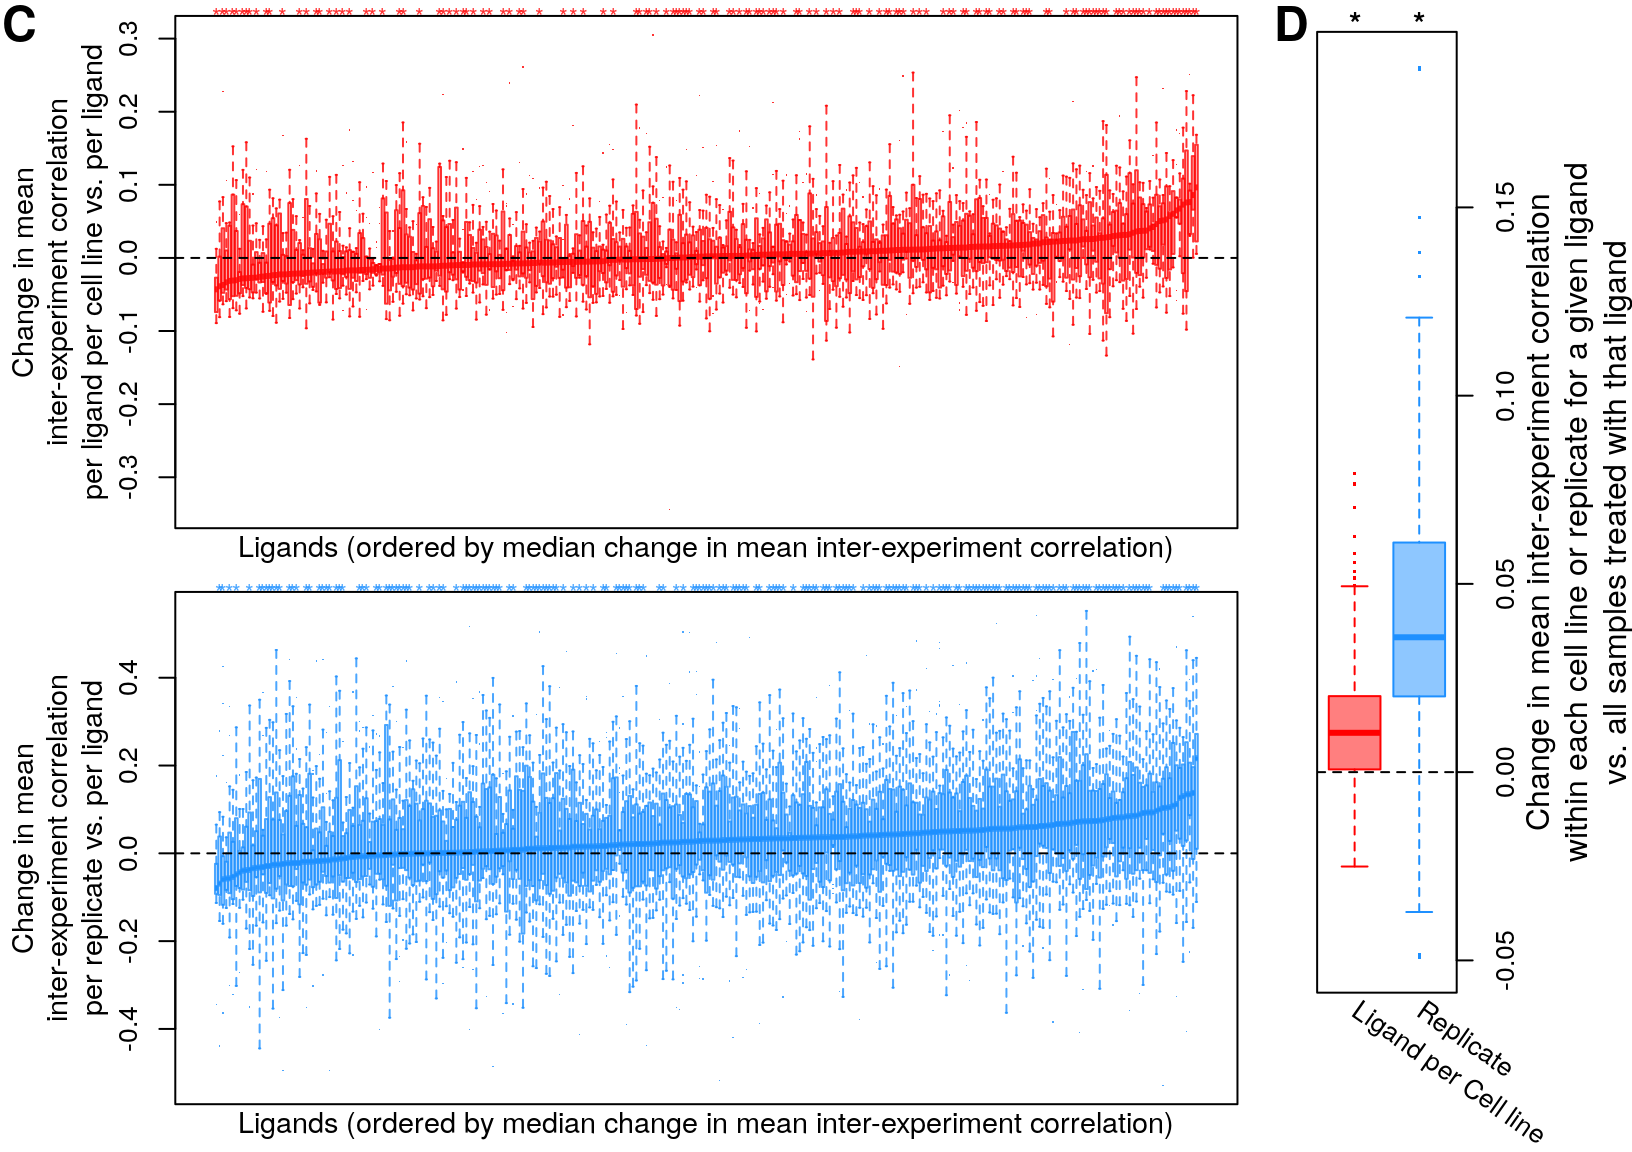 C
Change in mean
inter-experiment correlation
per ligand per cell line vs. per ligand
0.3
0.2
0.1
0.0
-0.1
-0.2
-0.3
Ligands (ordered by median change in mean inter-experiment correlation)
Change in mean
inter-experiment correlation
per replicate vs. per ligand
0.4
0.2
0.0
-0.2
-0.4
Ligands (ordered by median change in mean inter-experiment correlation)
D
* *
0.15
0.10
0.05
0.00
-0.05
Change in mean inter-experiment correlation
within each cell line or replicate for a given ligand
vs. all samples treated with that ligand
Ligand per Cell line
Replicate